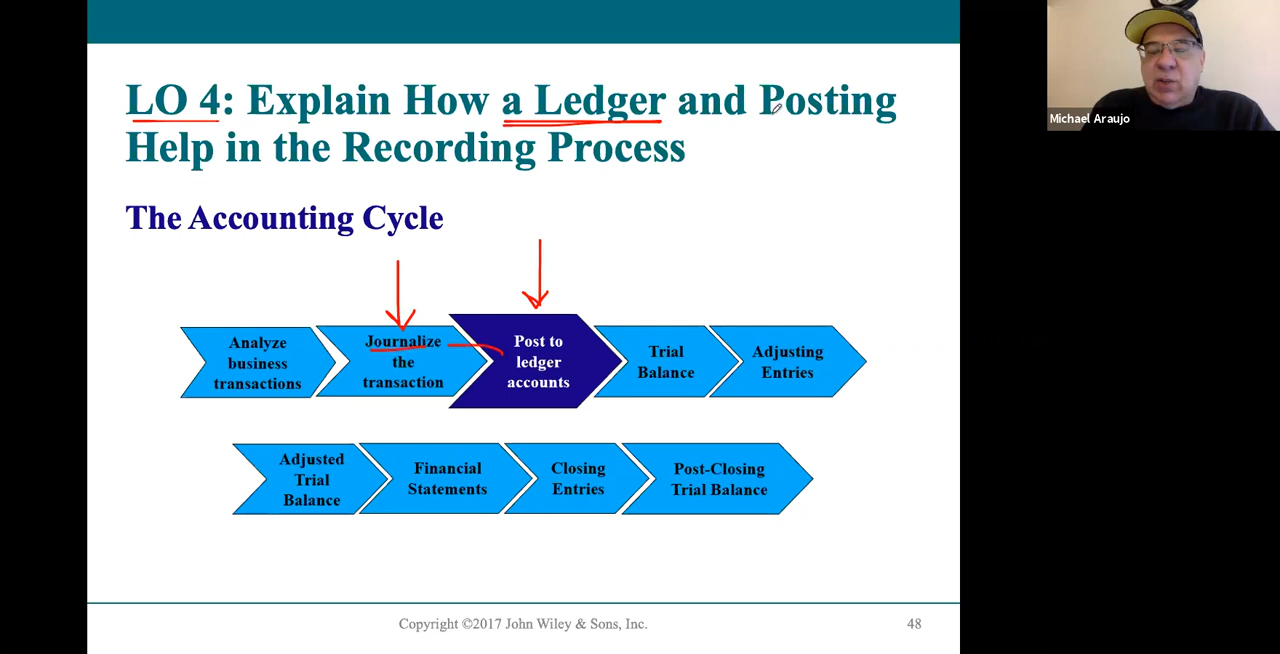 LO 4: Explain How a Ledger and Posting
Help in the Recording Process
The Accounting Cycle
Analyze
business
transactions
Journalize
the
transaction
Post to
ledger
accounts
Trial
Balance
Adjusting
Entries
Adjusted
Trial
Balance
Financial
Statements
Closing
Entries
Post-Closing
Trial Balance
Copyright ©2017 John Wiley & Sons, Inc.
48
Michael Araujo